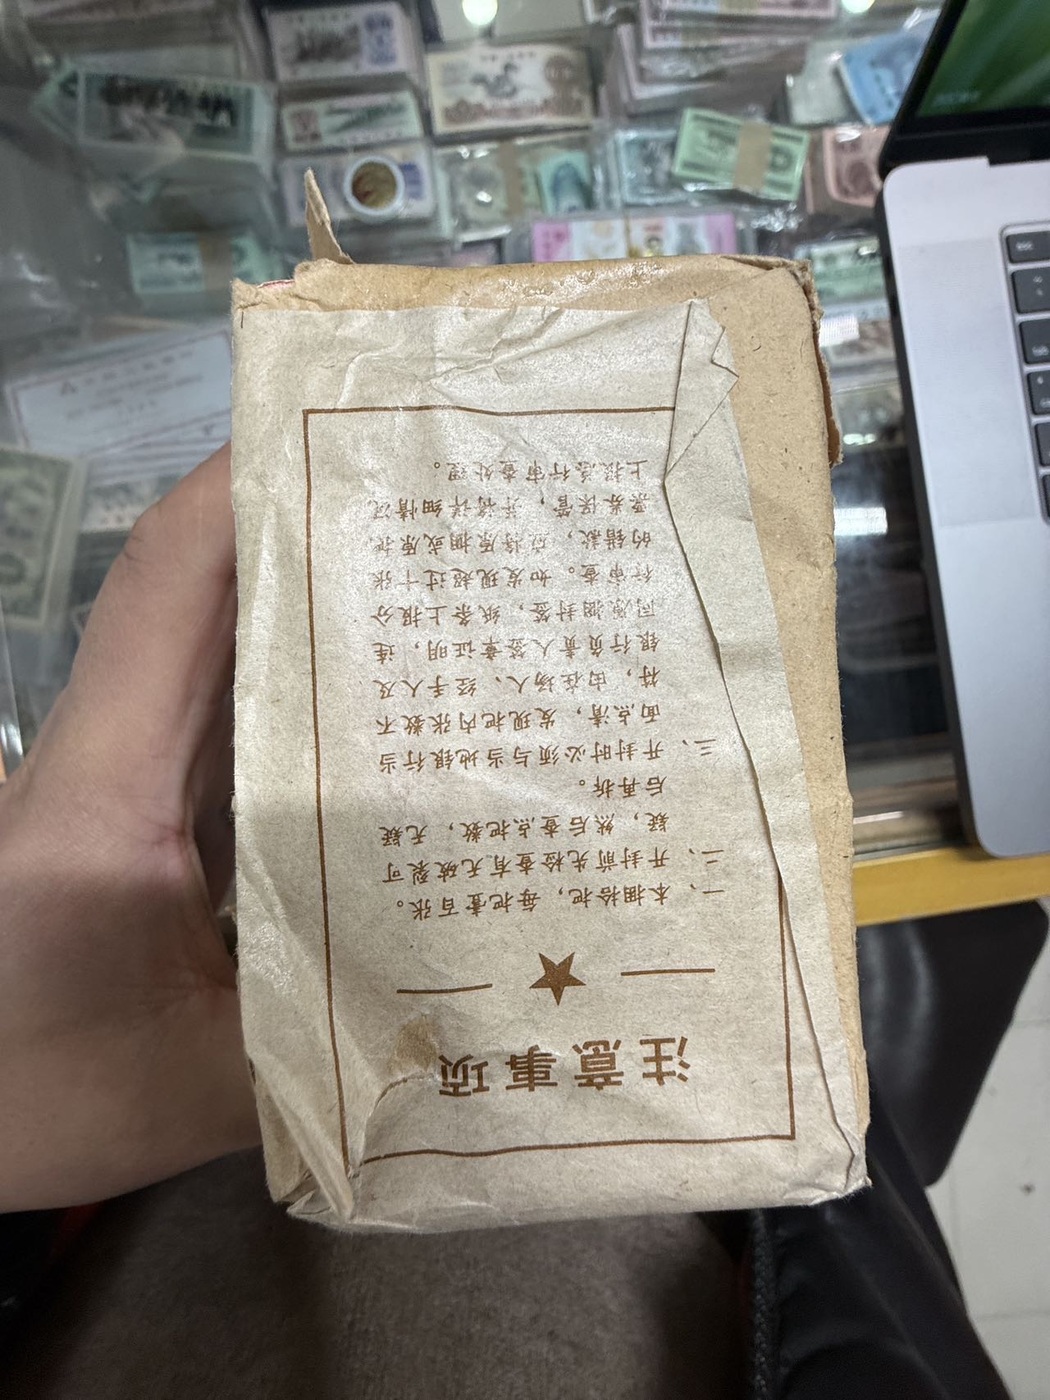 注意事项
一、本捆拾把，每把壹百张。
二、开封前先检查有无破裂可
疑，然后查点把数，无疑
后再拆。
三、开封时必须与当地银行当
面点清，发现把内张数不
符，由在场人、经手人及
银行负责人签章证明，连
同原捆封签，纸条上报分
行审查。如发现超过十张
的错款，应将原捆或原把
票券保管，并将详细情况
上报总行审查处理。